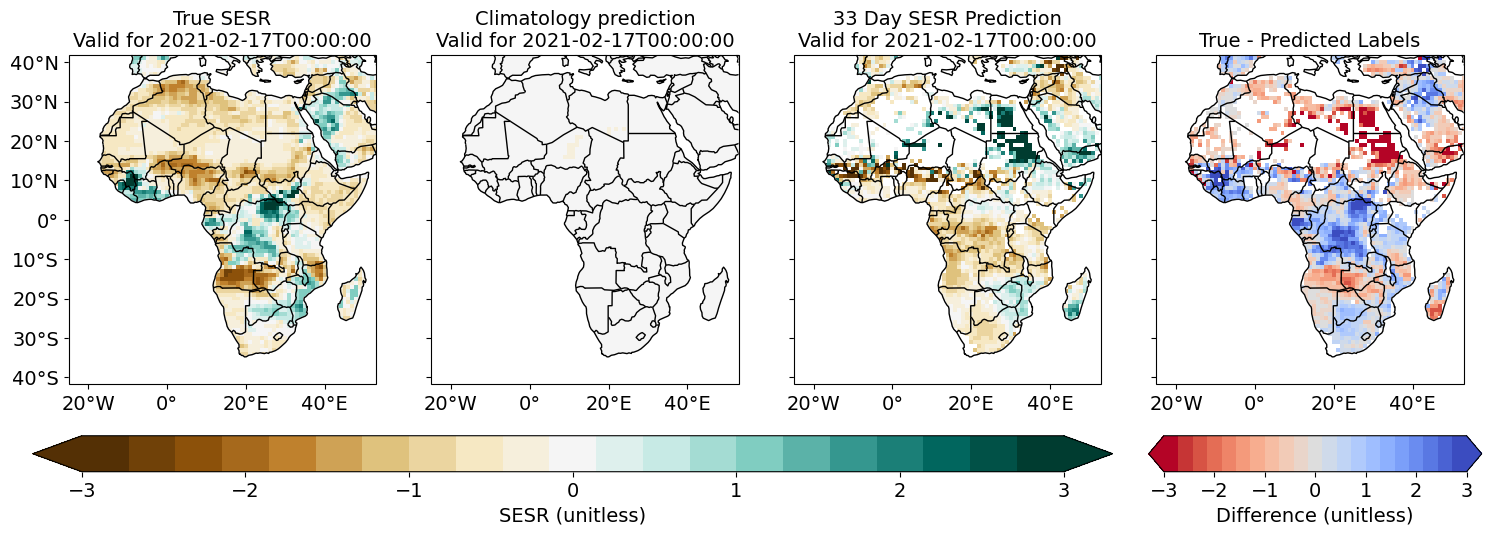 True SESR
Valid for 2021-02-17T00:00:00
Climatology prediction
Valid for 2021-02-17T00:00:00
33 Day SESR Prediction
Valid for 2021-02-17T00:00:00
True - Predicted Labels
40°N
30°N
20°N
10°N
0°
10°S
20°S
30°S
40°S
20°W 0° 20°E 40°E
20°W 0° 20°E 40°E
20°W 0° 20°E 40°E
20°W 0° 20°E 40°E
−3 −2 −1 0 1 2 3
SESR (unitless)
−3 −2 −1 0 1 2 3
Difference (unitless)